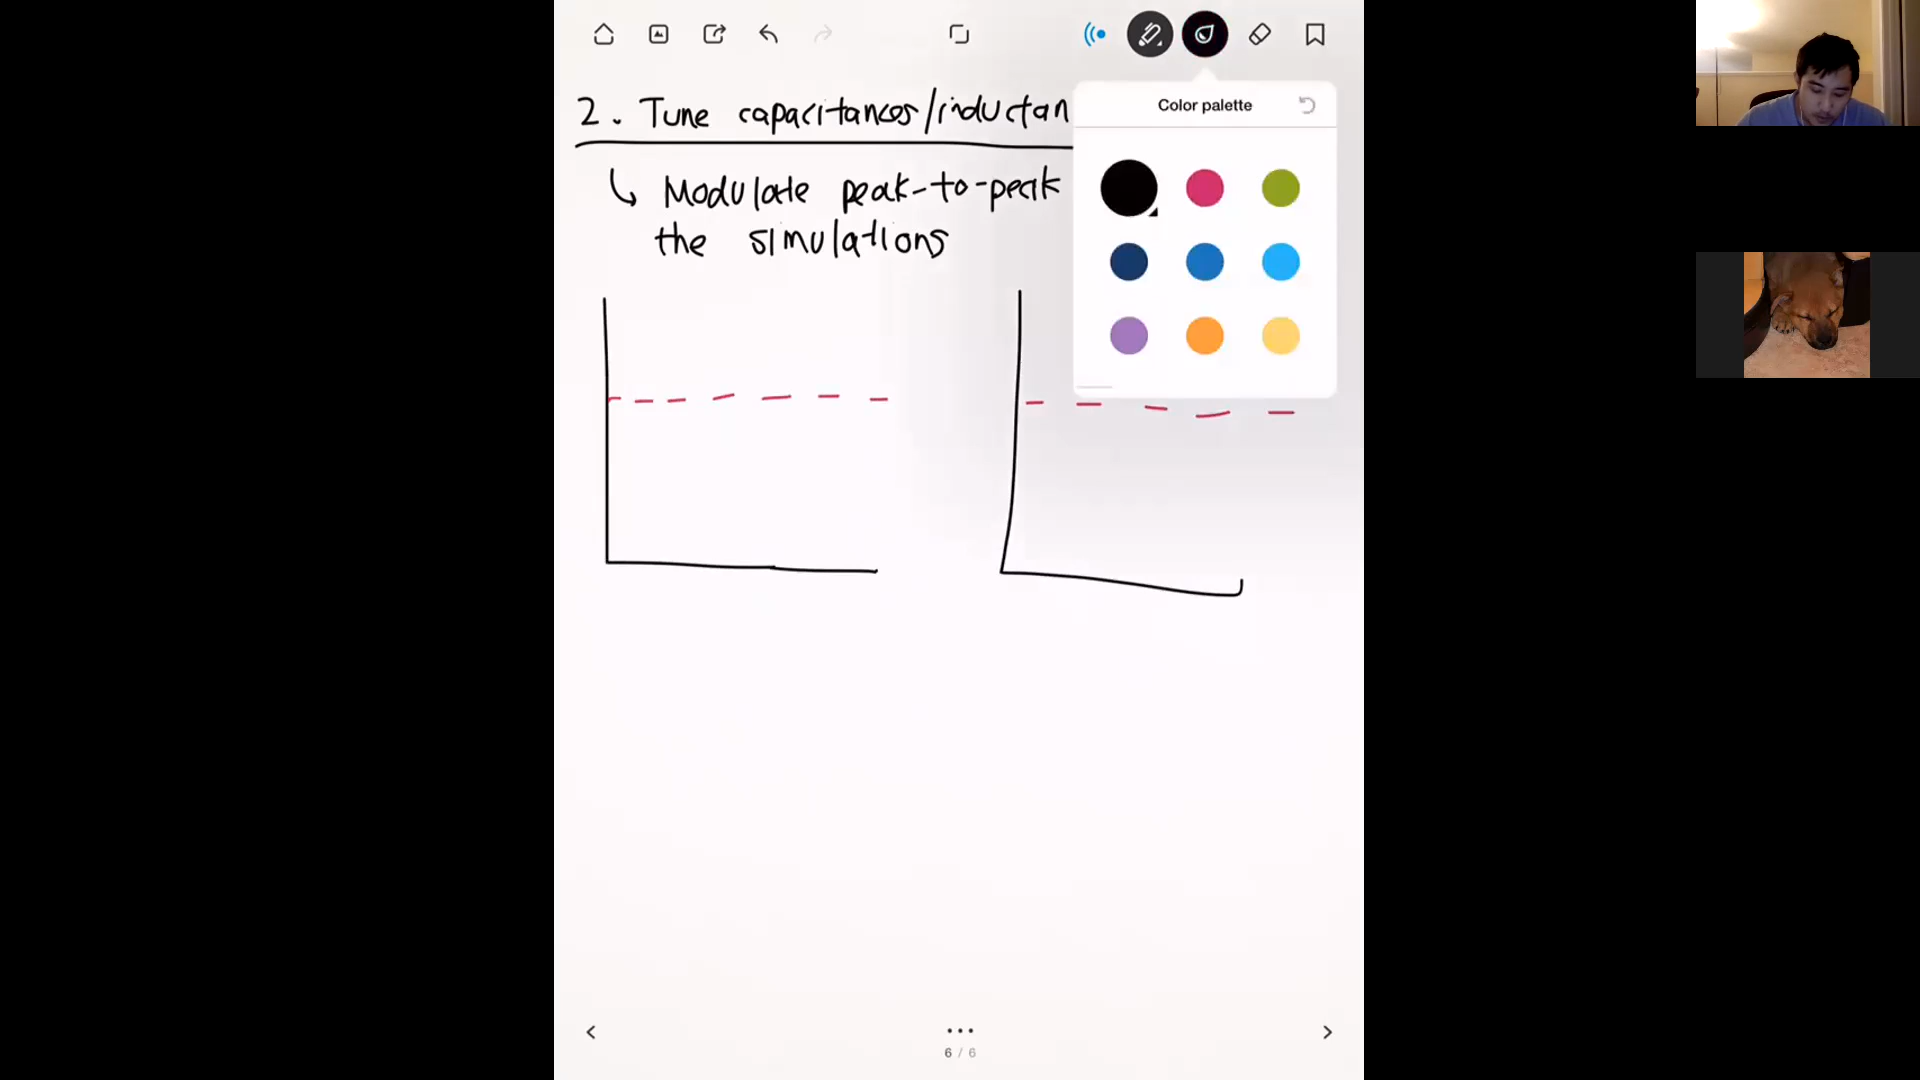 Color palette
2. Tune capacitances/inductan
↳ Modulate peak-to-peak
the simulations
6 / 6